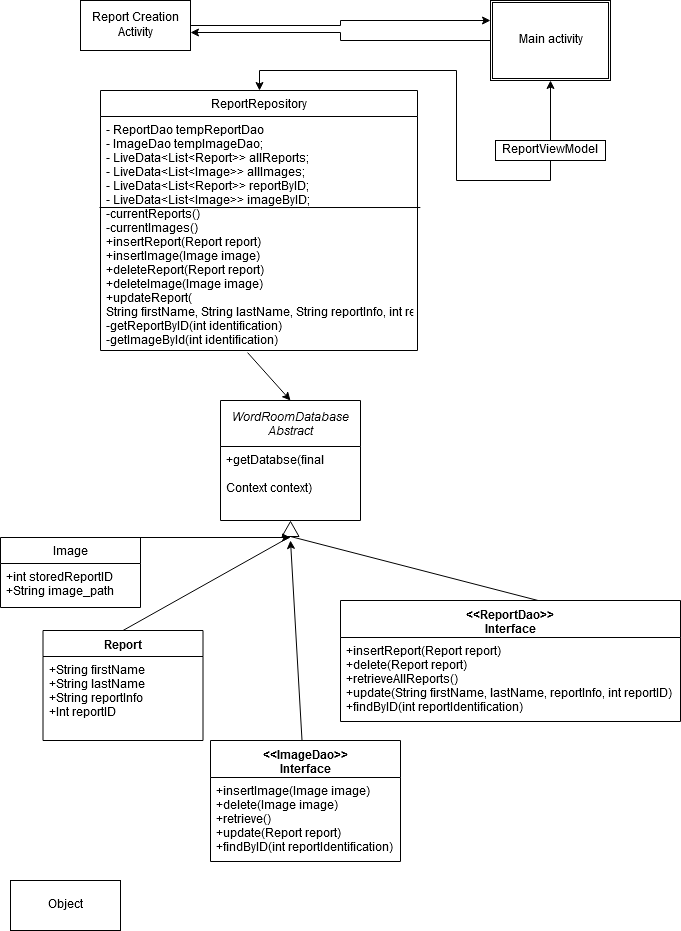 Report Creation
Activity
Main activity
ReportRepository
ReportViewModel
- ReportDao tempReportDao
- ImageDao tempImageDao;
- LiveData<List<Report>> allReports;
- LiveData<List<Image>> allImages;
- LiveData<List<Report>> reportByID;
- LiveData<List<Image>> imageByID;
-currentReports()
-currentImages()
+insertReport(Report report)
+insertImage(Image image)
+deleteReport(Report report)
+deleteImage(Image image)
+updateReport(
String firstName, String lastName, String reportInfo, int re
-getReportByID(int identification)
-getImageById(int identification)
WordRoomDatabase
Abstract
+getDatabse(final
Context context)
Image
+int storedReportID
+String image_path
<<ReportDao>>
Interface
+insertReport(Report report)
+delete(Report report)
+retrieveAllReports()
+update(String firstName, lastName, reportInfo, int reportID)
+findByID(int reportIdentification)
Report
+String firstName
+String lastName
+String reportInfo
+Int reportID
<<ImageDao>>
Interface
+insertImage(Image image)
+delete(Image image)
+retrieve()
+update(Report report)
+findByID(int reportIdentification)
Object